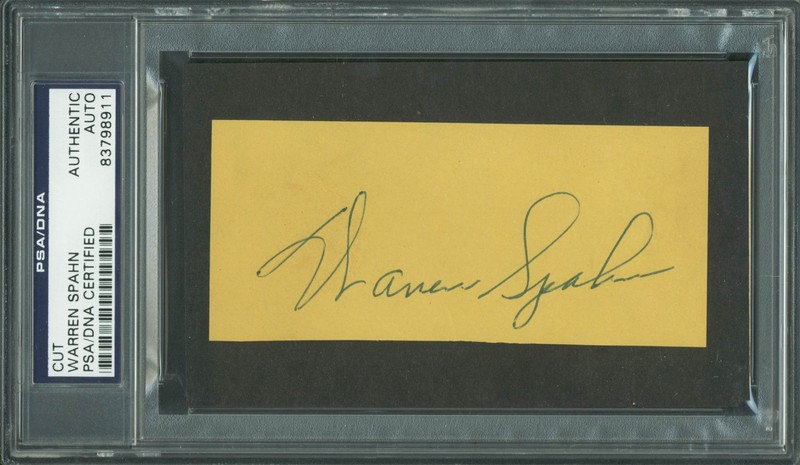 PSA/DNA
CUT
WARREN SPAHN
PSA/DNA CERTIFIED
AUTHENTIC
AUTO
83798911
Warren Spahn